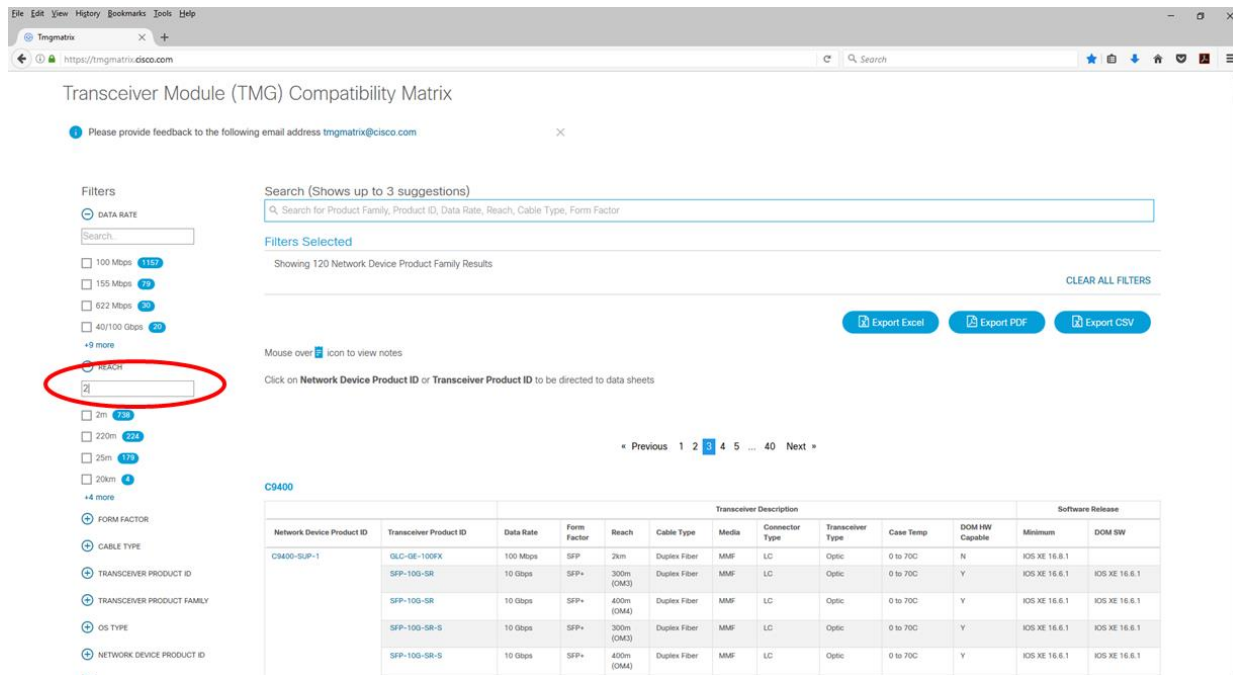 File Edit View History Bookmarks Tools Help
Tmgmatrix
https://tmgmatrix.cisco.com
Search
Transceiver Module (TMG) Compatibility Matrix
Please provide feedback to the following email address tmgmatrix@cisco.com
Filters
DATA RATE
Search..
100 Mbps 1157
155 Mbps 79
622 Mbps 30
40/100 Gbps 20
+9 more
REACH
2
2m 738
220m 224
25m 179
20km 4
+4 more
FORM FACTOR
CABLE TYPE
TRANSCEIVER PRODUCT ID
TRANSCEIVER PRODUCT FAMILY
OS TYPE
NETWORK DEVICE PRODUCT ID
Search (Shows up to 3 suggestions)
Search for Product Family, Product ID, Data Rate, Reach, Cable Type, Form Factor
Filters Selected
Showing 120 Network Device Product Family Results
CLEAR ALL FILTERS
Export Excel Export PDF Export CSV
Mouse over icon to view notes
Click on Network Device Product ID or Transceiver Product ID to be directed to data sheets
« Previous 1 2 3 4 5 ... 40 Next »
C9400
Transceiver Description Software Release
Network Device Product ID Transceiver Product ID Data Rate Form Factor Reach Cable Type Media Connector Type Transceiver Type Case Temp DOM HW Capable Minimum DOM SW
C9400-SUP-1 GLC-GE-100FX 100 Mbps SFP 2km Duplex Fiber MMF LC Optic 0 to 70C N IOS XE 16.8.1
SFP-10G-SR 10 Gbps SFP+ 300m (OM3) Duplex Fiber MMF LC Optic 0 to 70C Y IOS XE 16.6.1 IOS XE 16.6.1
SFP-10G-SR 10 Gbps SFP+ 400m (OM4) Duplex Fiber MMF LC Optic 0 to 70C Y IOS XE 16.6.1 IOS XE 16.6.1
SFP-10G-SR-S 10 Gbps SFP+ 300m (OM3) Duplex Fiber MMF LC Optic 0 to 70C Y IOS XE 16.6.1 IOS XE 16.6.1
SFP-10G-SR-S 10 Gbps SFP+ 400m (OM4) Duplex Fiber MMF LC Optic 0 to 70C Y IOS XE 16.6.1 IOS XE 16.6.1